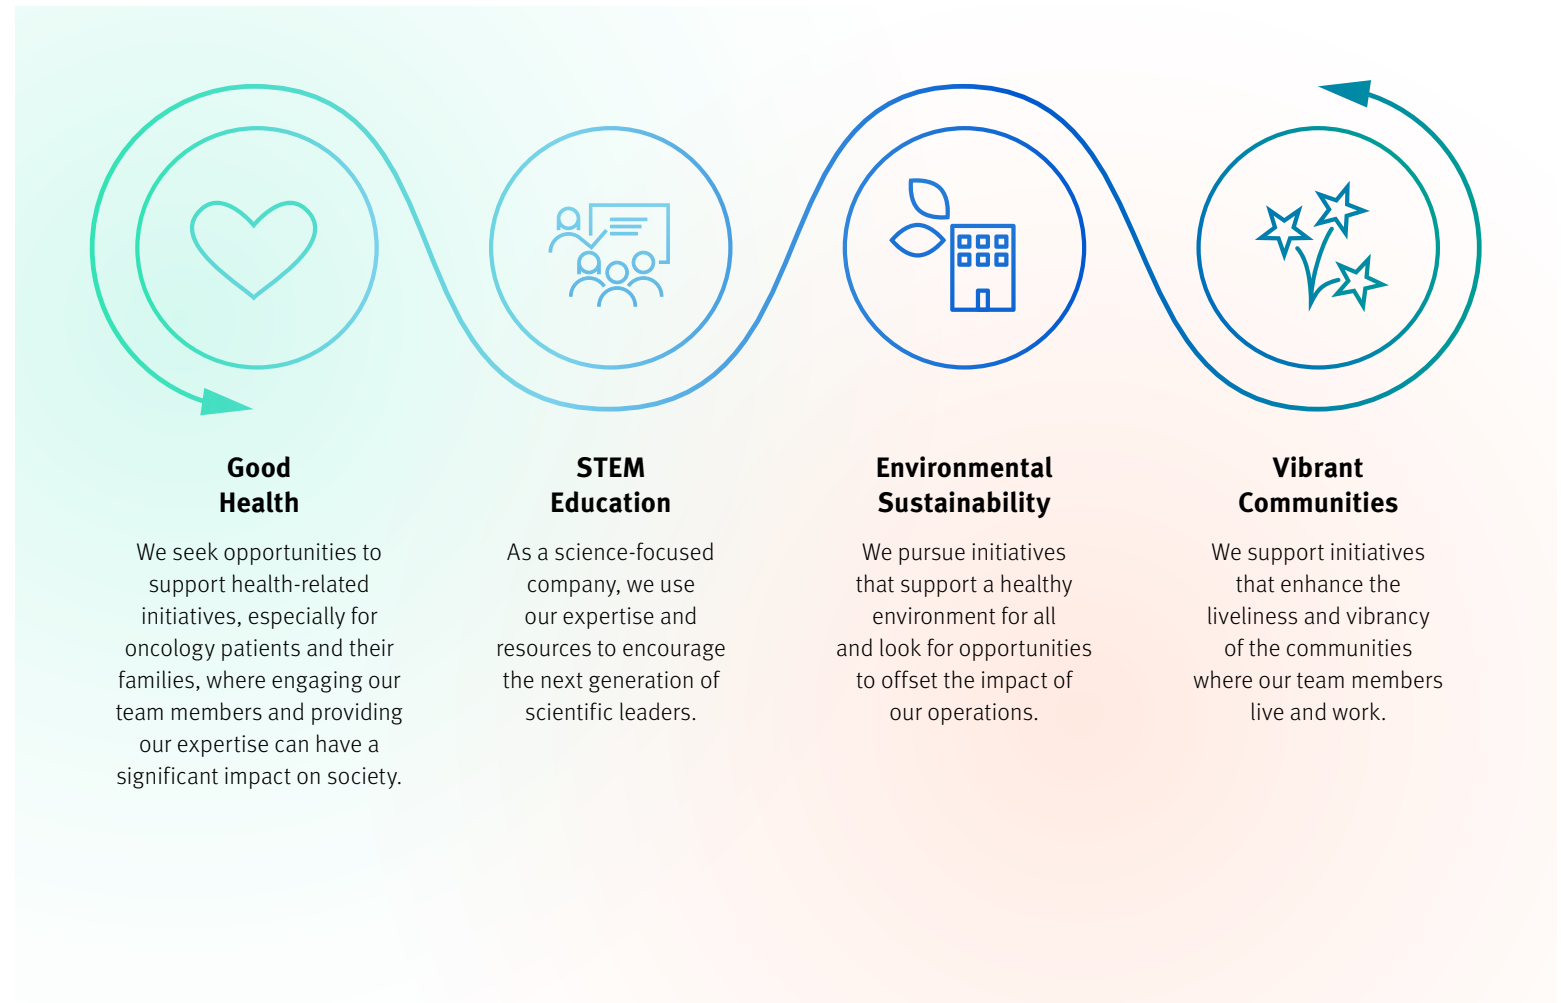 Good
Health
We seek opportunities to
support health-related
initiatives, especially for
oncology patients and their
families, where engaging our
team members and providing
our expertise can have a
significant impact on society.
STEM
Education
As a science-focused
company, we use
our expertise and
resources to encourage
the next generation of
scientific leaders.
Environmental
Sustainability
We pursue initiatives
that support a healthy
environment for all
and look for opportunities
to offset the impact of
our operations.
Vibrant
Communities
We support initiatives
that enhance the
liveliness and vibrancy
of the communities
where our team members
live and work.